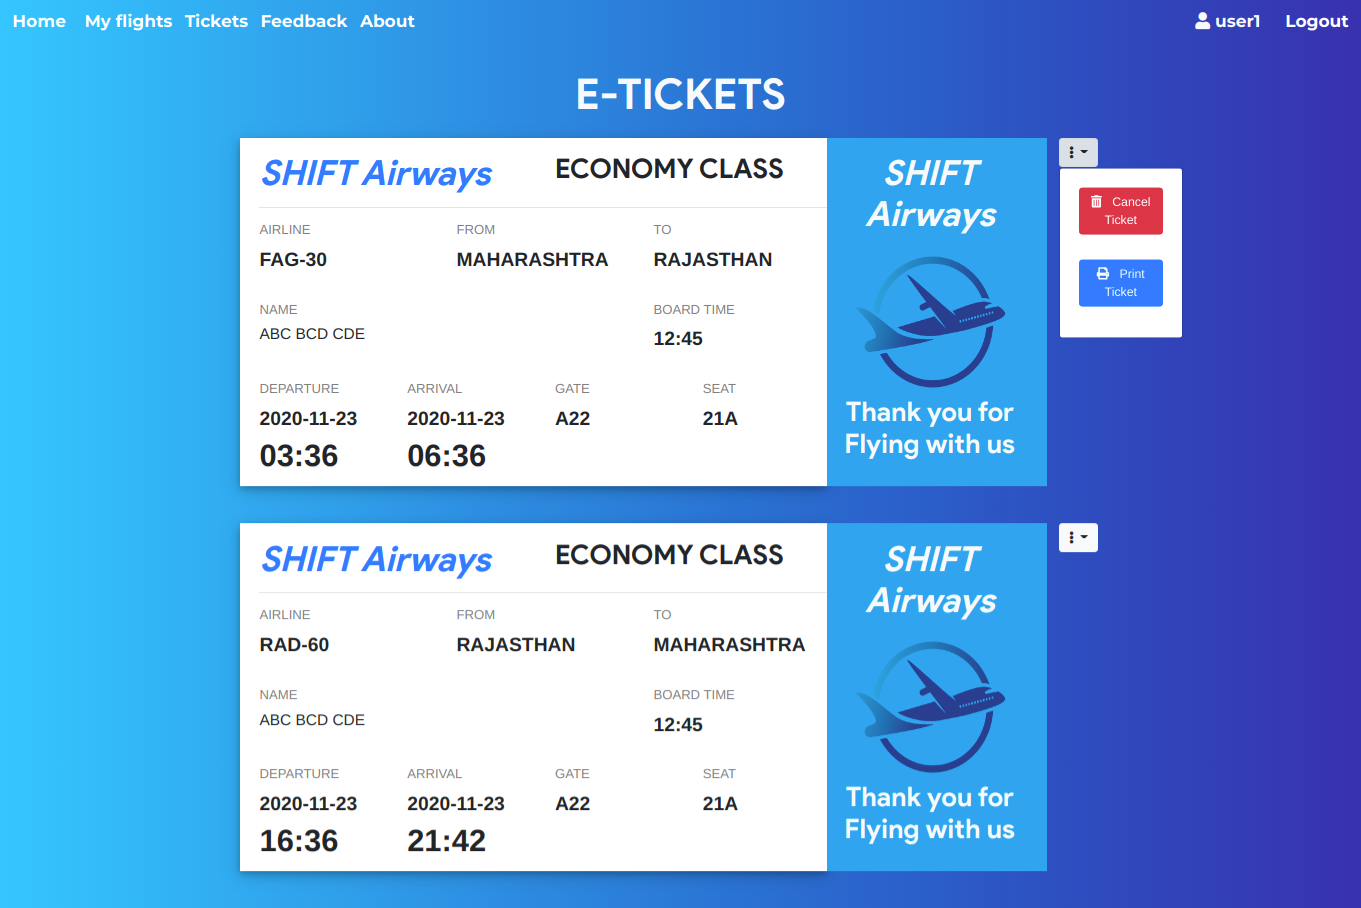 Home My flights Tickets Feedback About user1 Logout
E-TICKETS
SHIFT Airways ECONOMY CLASS
AIRLINE FROM TO
FAG-30 MAHARASHTRA RAJASTHAN
NAME BOARD TIME
ABC BCD CDE 12:45
DEPARTURE ARRIVAL GATE SEAT
2020-11-23 2020-11-23 A22 21A
03:36 06:36
SHIFT
Airways
Thank you for
Flying with us
Cancel
Ticket
Print
Ticket
SHIFT Airways ECONOMY CLASS
AIRLINE FROM TO
RAD-60 RAJASTHAN MAHARASHTRA
NAME BOARD TIME
ABC BCD CDE 12:45
DEPARTURE ARRIVAL GATE SEAT
2020-11-23 2020-11-23 A22 21A
16:36 21:42
SHIFT
Airways
Thank you for
Flying with us